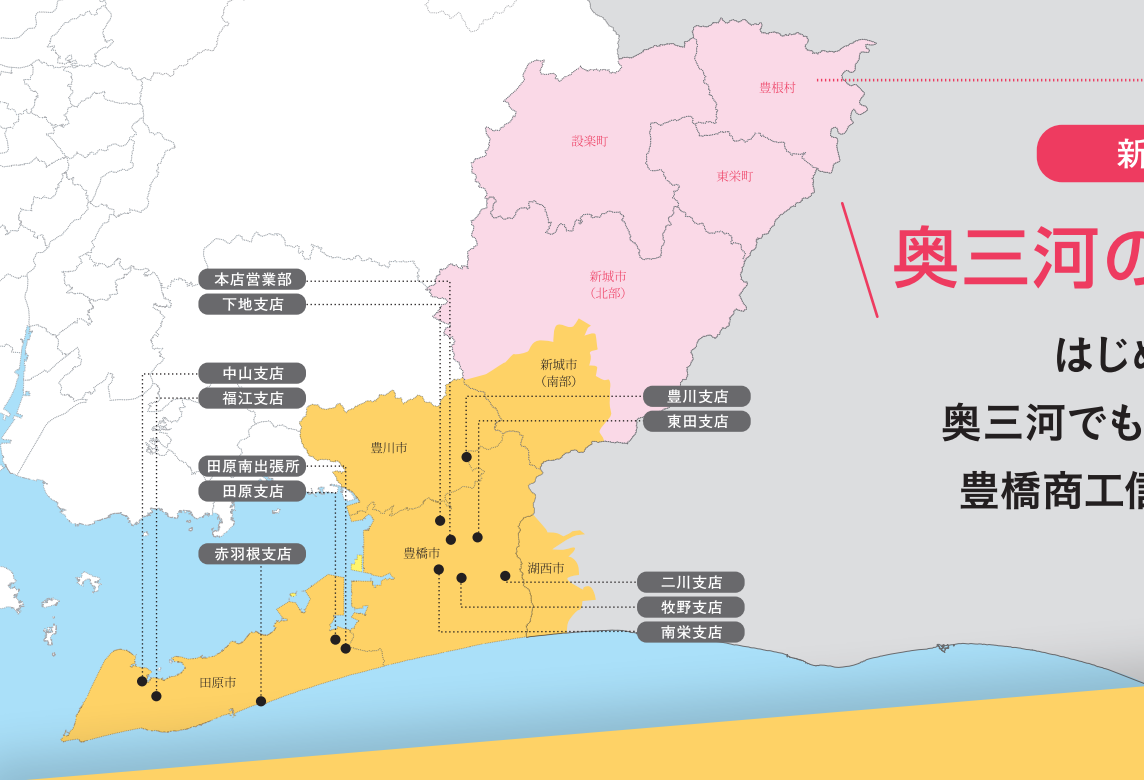 豊根村
設楽町
東栄町
新城市
（北部）
新城市
（南部）
豊川市
豊橋市
湖西市
田原市
本店営業部
下地支店
中山支店
福江支店
田原南出張所
田原支店
赤羽根支店
豊川支店
東田支店
二川支店
牧野支店
南栄支店
新
奥三河の
はじめ
奥三河でも
豊橋商工信